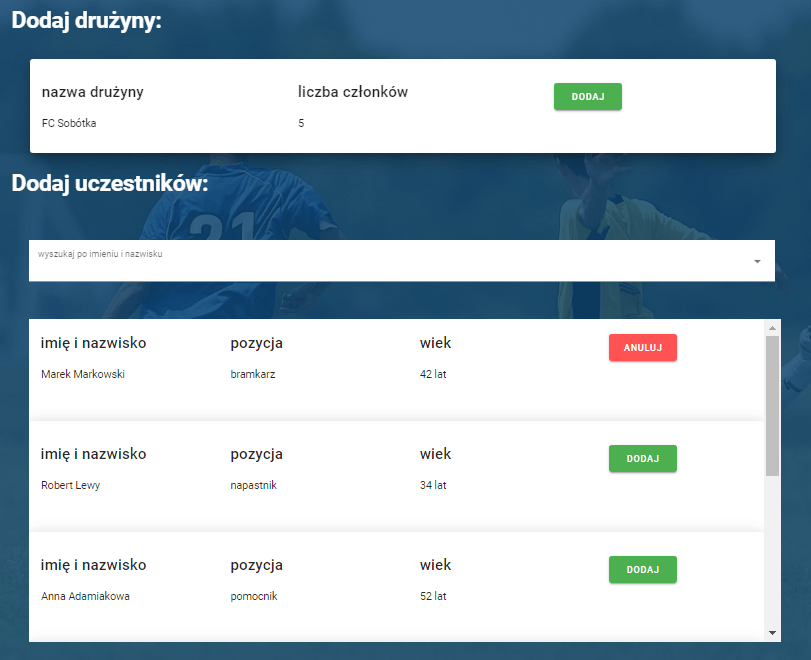 Dodaj drużyny:
nazwa drużyny liczba członków DODAJ
FC Sobótka 5
Dodaj uczestników:
21
wyszukaj po imieniu i nazwisku
imię i nazwisko pozycja wiek ANULUJ
Marek Markowski bramkarz 42 lat
imię i nazwisko pozycja wiek DODAJ
Robert Lewy napastnik 34 lat
imię i nazwisko pozycja wiek DODAJ
Anna Adamiakowa pomocnik 52 lat